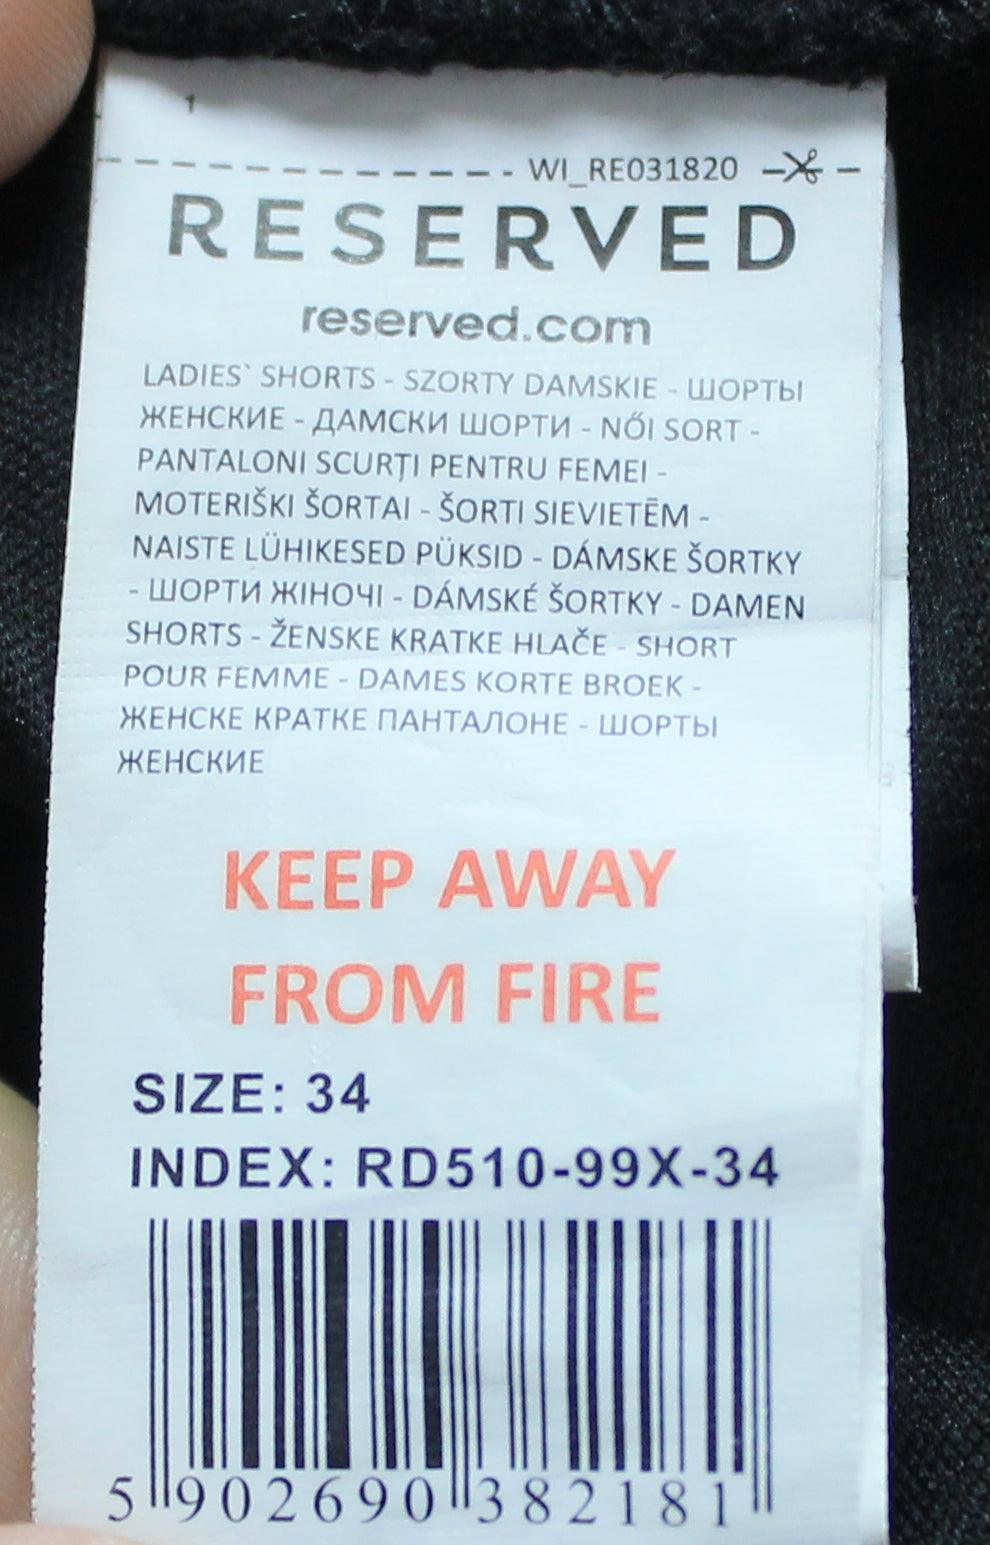 1
WI_RE031820
RESERVED
reserved.com
LADIES` SHORTS - SZORTY DAMSKIE - ШОРТЫ
ЖЕНСКИЕ - ДАМСКИ ШОРТИ - NŐI SORT -
PANTALONI SCURȚI PENTRU FEMEI -
MOTERIŠKI ŠORTAI - ŠORTI SIEVIETĒM -
NAISTE LÜHIKESED PÜKSID - DÁMSKE ŠORTKY
- ШОРТИ ЖІНОЧІ - DÁMSKÉ ŠORTKY - DAMEN
SHORTS - ŽENSKE KRATKE HLAČE - SHORT
POUR FEMME - DAMES KORTE BROEK -
ЖЕНСКЕ КРАТКЕ ПАНТАЛОНЕ - ШОРТЫ
ЖЕНСКИЕ
KEEP AWAY
FROM FIRE
SIZE: 34
INDEX: RD510-99X-34
5 902690 382181